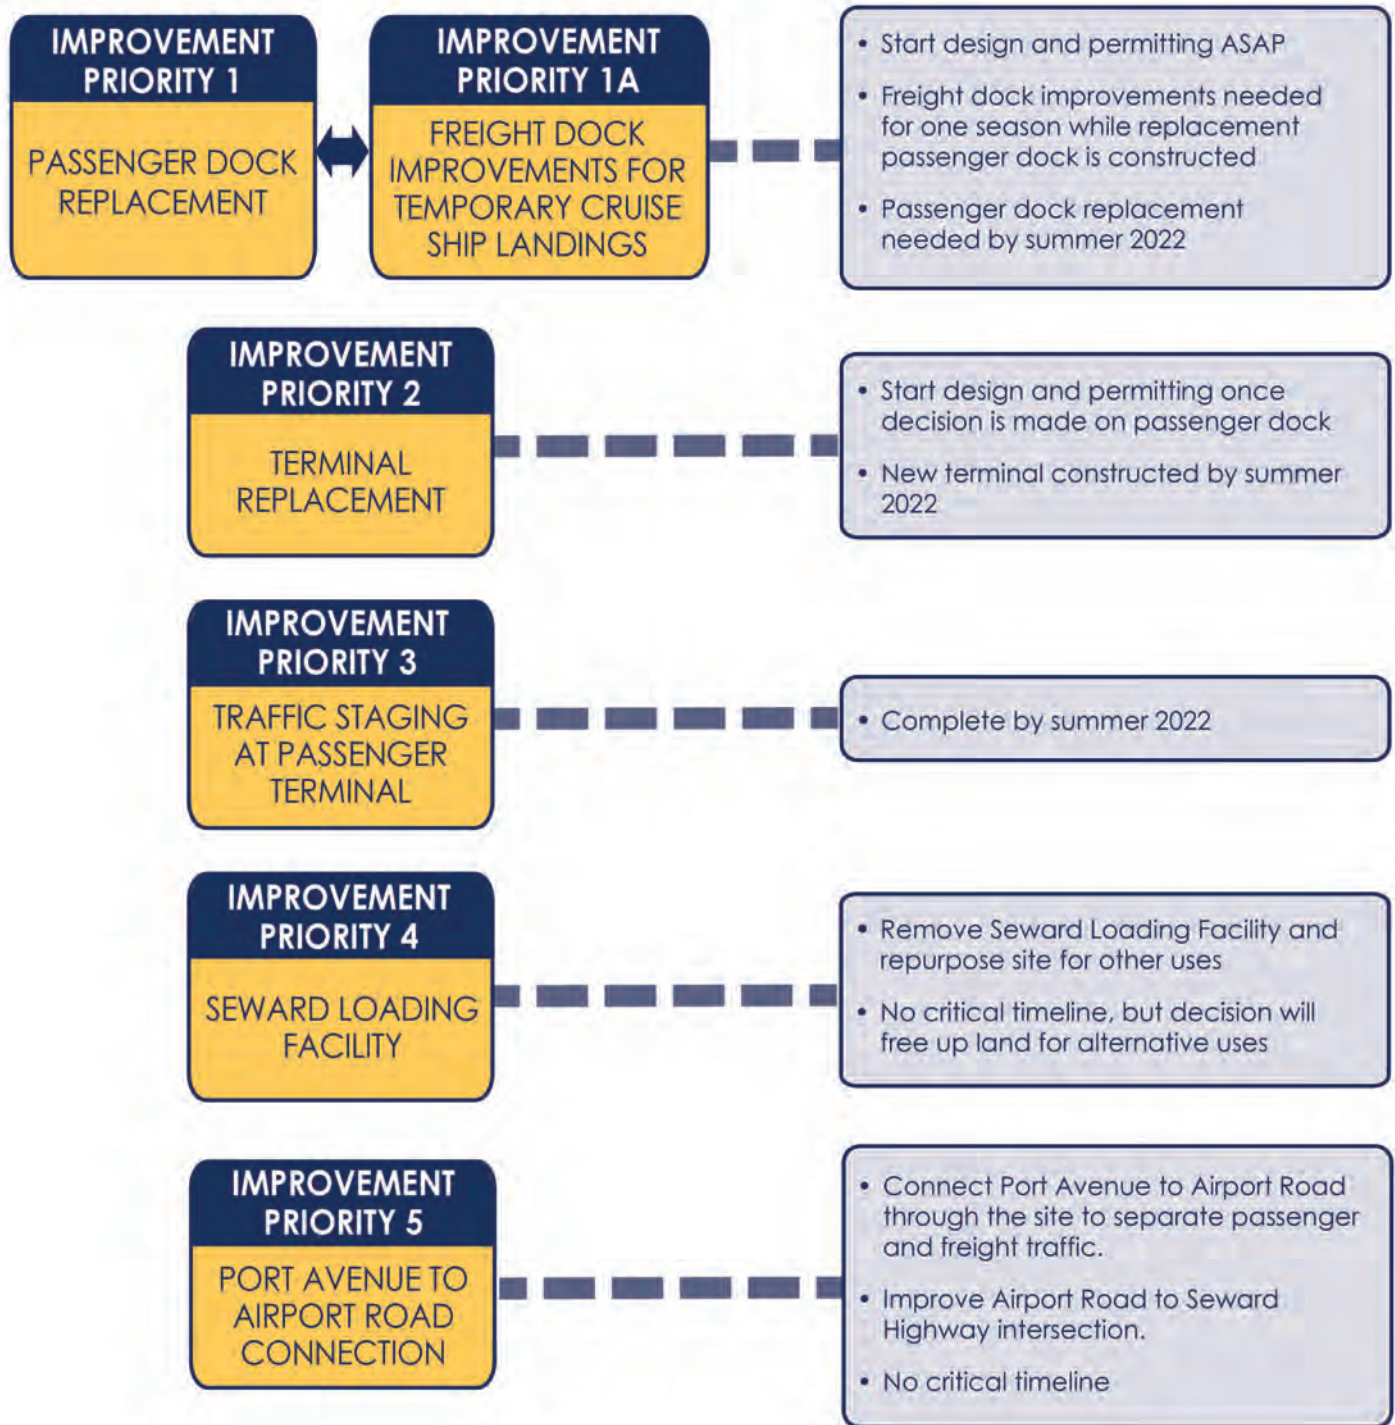 IMPROVEMENT
PRIORITY 1
PASSENGER DOCK
REPLACEMENT
IMPROVEMENT
PRIORITY 1A
FREIGHT DOCK
IMPROVEMENTS FOR
TEMPORARY CRUISE
SHIP LANDINGS
• Start design and permitting ASAP
• Freight dock improvements needed
for one season while replacement
passenger dock is constructed
• Passenger dock replacement
needed by summer 2022
IMPROVEMENT
PRIORITY 2
TERMINAL
REPLACEMENT
• Start design and permitting once
decision is made on passenger dock
• New terminal constructed by summer
2022
IMPROVEMENT
PRIORITY 3
TRAFFIC STAGING
AT PASSENGER
TERMINAL
• Complete by summer 2022
IMPROVEMENT
PRIORITY 4
SEWARD LOADING
FACILITY
• Remove Seward Loading Facility and
repurpose site for other uses
• No critical timeline, but decision will
free up land for alternative uses
IMPROVEMENT
PRIORITY 5
PORT AVENUE TO
AIRPORT ROAD
CONNECTION
• Connect Port Avenue to Airport Road
through the site to separate passenger
and freight traffic.
• Improve Airport Road to Seward
Highway intersection.
• No critical timeline